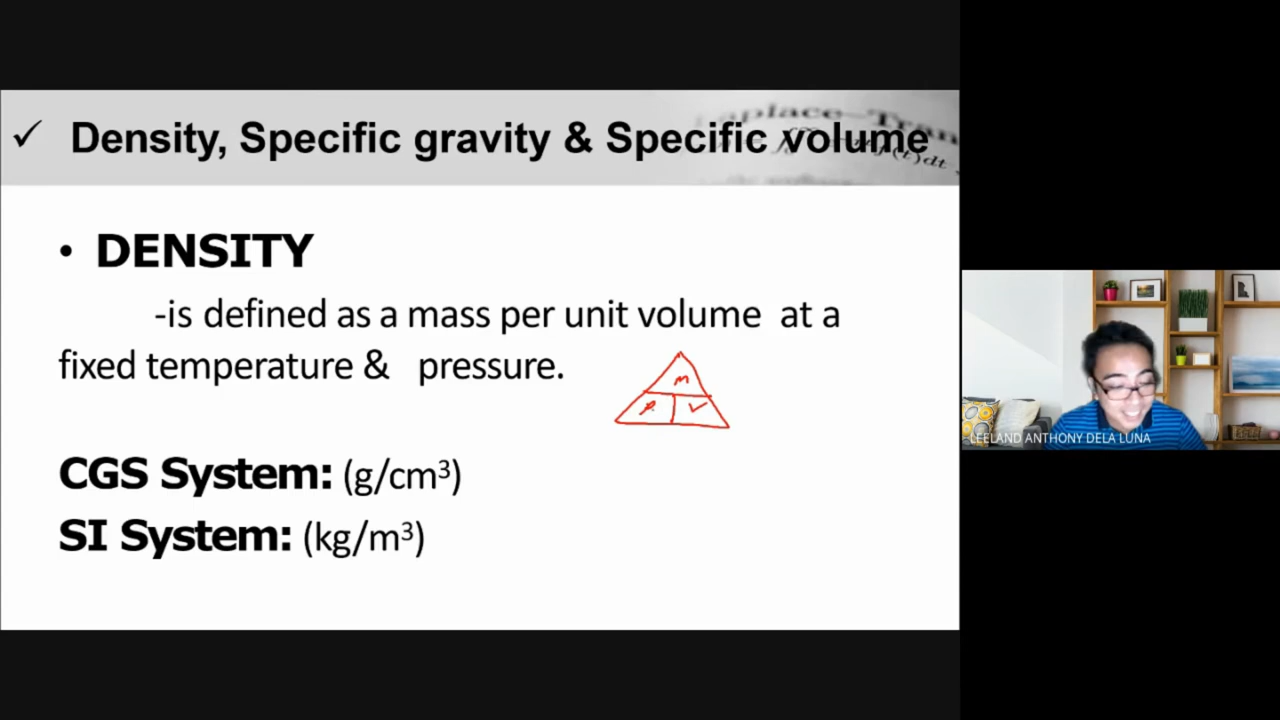 ✓ Density, Specific gravity & Specific volume
• DENSITY
-is defined as a mass per unit volume at a
fixed temperature & pressure.
m
v
CGS System: (g/cm³)
SI System: (kg/m³)
LEELAND ANTHONY DELA LUNA